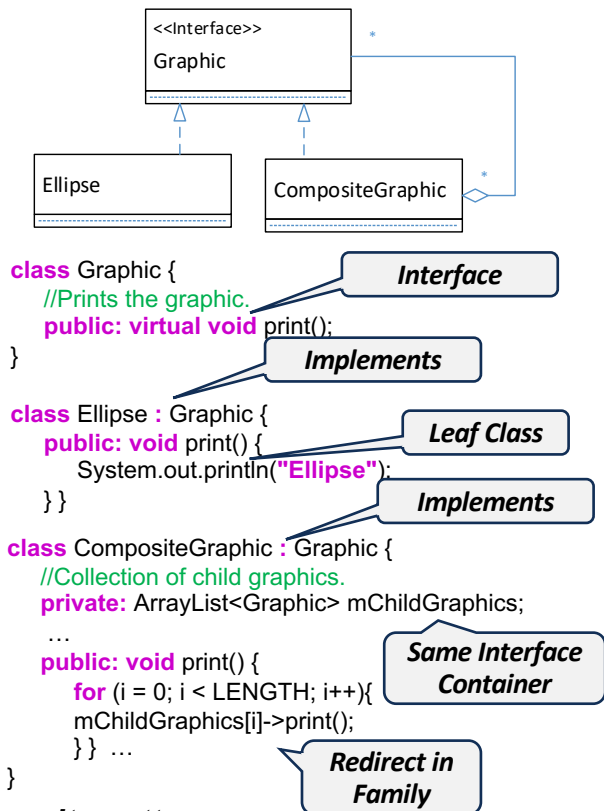 <<Interface>>
Graphic
*
Ellipse
CompositeGraphic
*
class Graphic {
//Prints the graphic.
public: virtual void print();
}
Interface
Implements
class Ellipse : Graphic {
public: void print() {
System.out.println("Ellipse");
} }
Leaf Class
Implements
class CompositeGraphic : Graphic {
//Collection of child graphics.
private: ArrayList<Graphic> mChildGraphics;
…
Same Interface
Container
public: void print() {
for (i = 0; i < LENGTH; i++){
mChildGraphics[i]->print();
} } …
}
Redirect in
Family